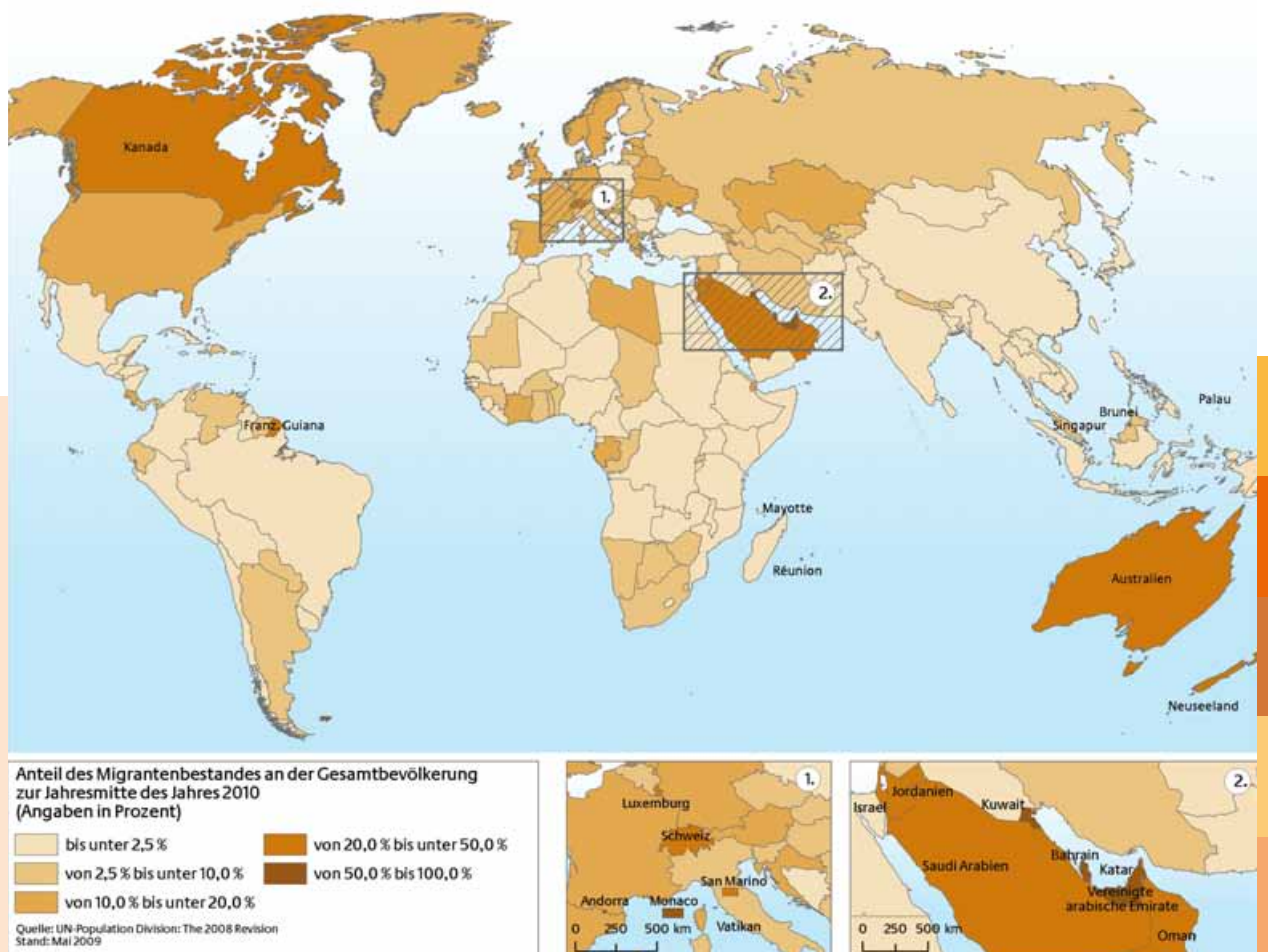 Kanada
1.
2.
Franz. Guiana
Palau
Brunei
Singapur
Mayotte
Réunion
Australien
Neuseeland
Anteil des Migrantenbestandes an der Gesamtbevölkerung
zur Jahresmitte des Jahres 2010
(Angaben in Prozent)
bis unter 2,5 %
von 2,5 % bis unter 10,0 %
von 10,0 % bis unter 20,0 %
von 20,0 % bis unter 50,0 %
von 50,0 % bis 100,0 %
Quelle: UN-Population Division: The 2008 Revision
Stand: Mai 2009
1.
Luxemburg
Schweiz
San Marino
Andorra
Monaco
Vatikan
0 250 500 km
2.
Jordanien
Israel
Kuwait
Bahrain
Katar
Saudi Arabien
Vereinigte
arabische Emirate
Oman
0 250 500 km